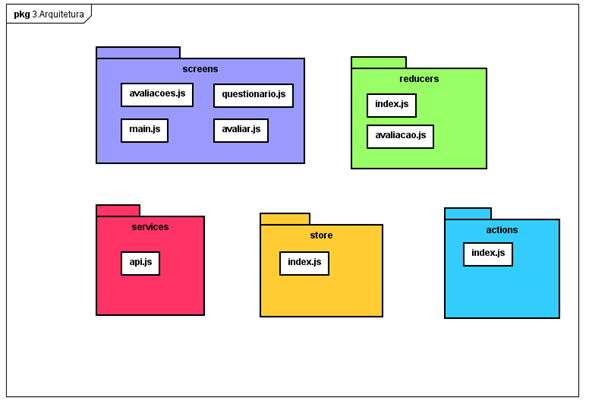 pkg 3.Arquitetura
screens
avaliacoes.js
questionario.js
main.js
avaliar.js
reducers
index.js
avaliacao.js
services
api.js
store
index.js
actions
index.js